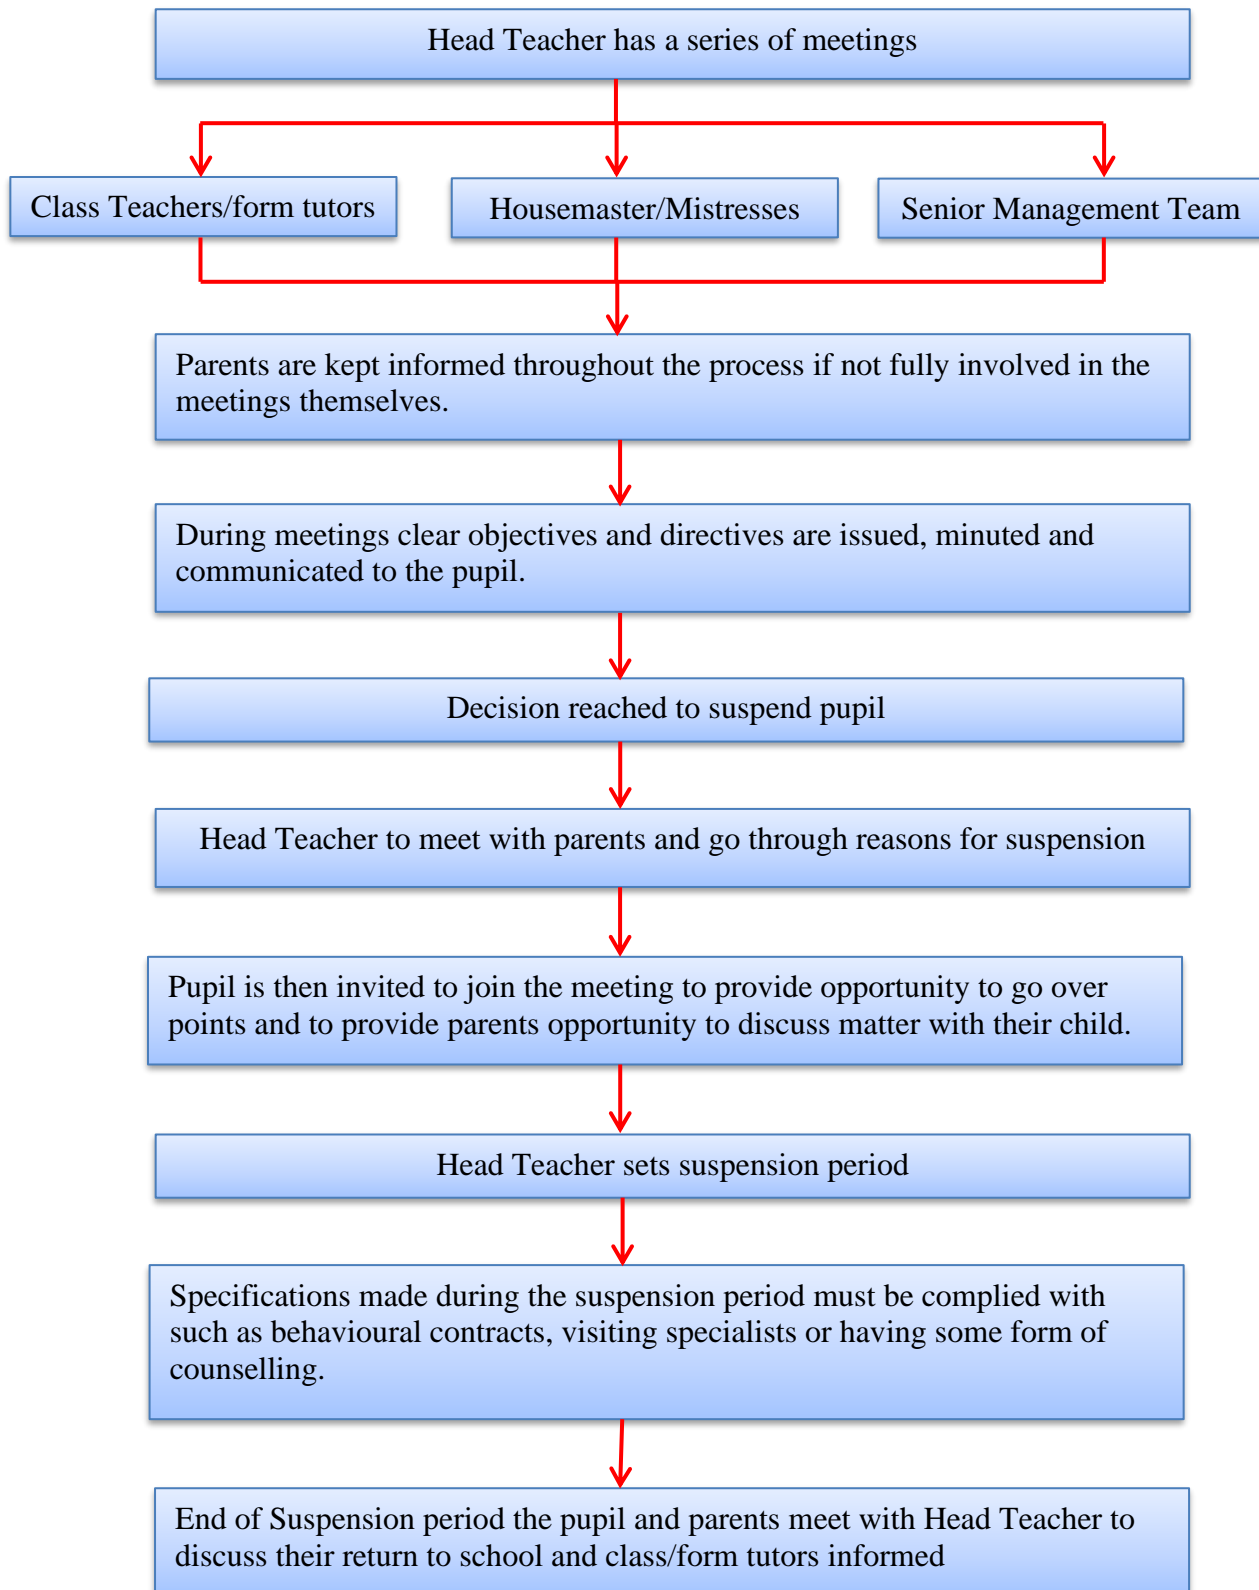 Head Teacher has a series of meetings
Class Teachers/form tutors
Housemaster/Mistresses
Senior Management Team
Parents are kept informed throughout the process if not fully involved in the
meetings themselves.
During meetings clear objectives and directives are issued, minuted and
communicated to the pupil.
Decision reached to suspend pupil
Head Teacher to meet with parents and go through reasons for suspension
Pupil is then invited to join the meeting to provide opportunity to go over
points and to provide parents opportunity to discuss matter with their child.
Head Teacher sets suspension period
Specifications made during the suspension period must be complied with
such as behavioural contracts, visiting specialists or having some form of
counselling.
End of Suspension period the pupil and parents meet with Head Teacher to
discuss their return to school and class/form tutors informed